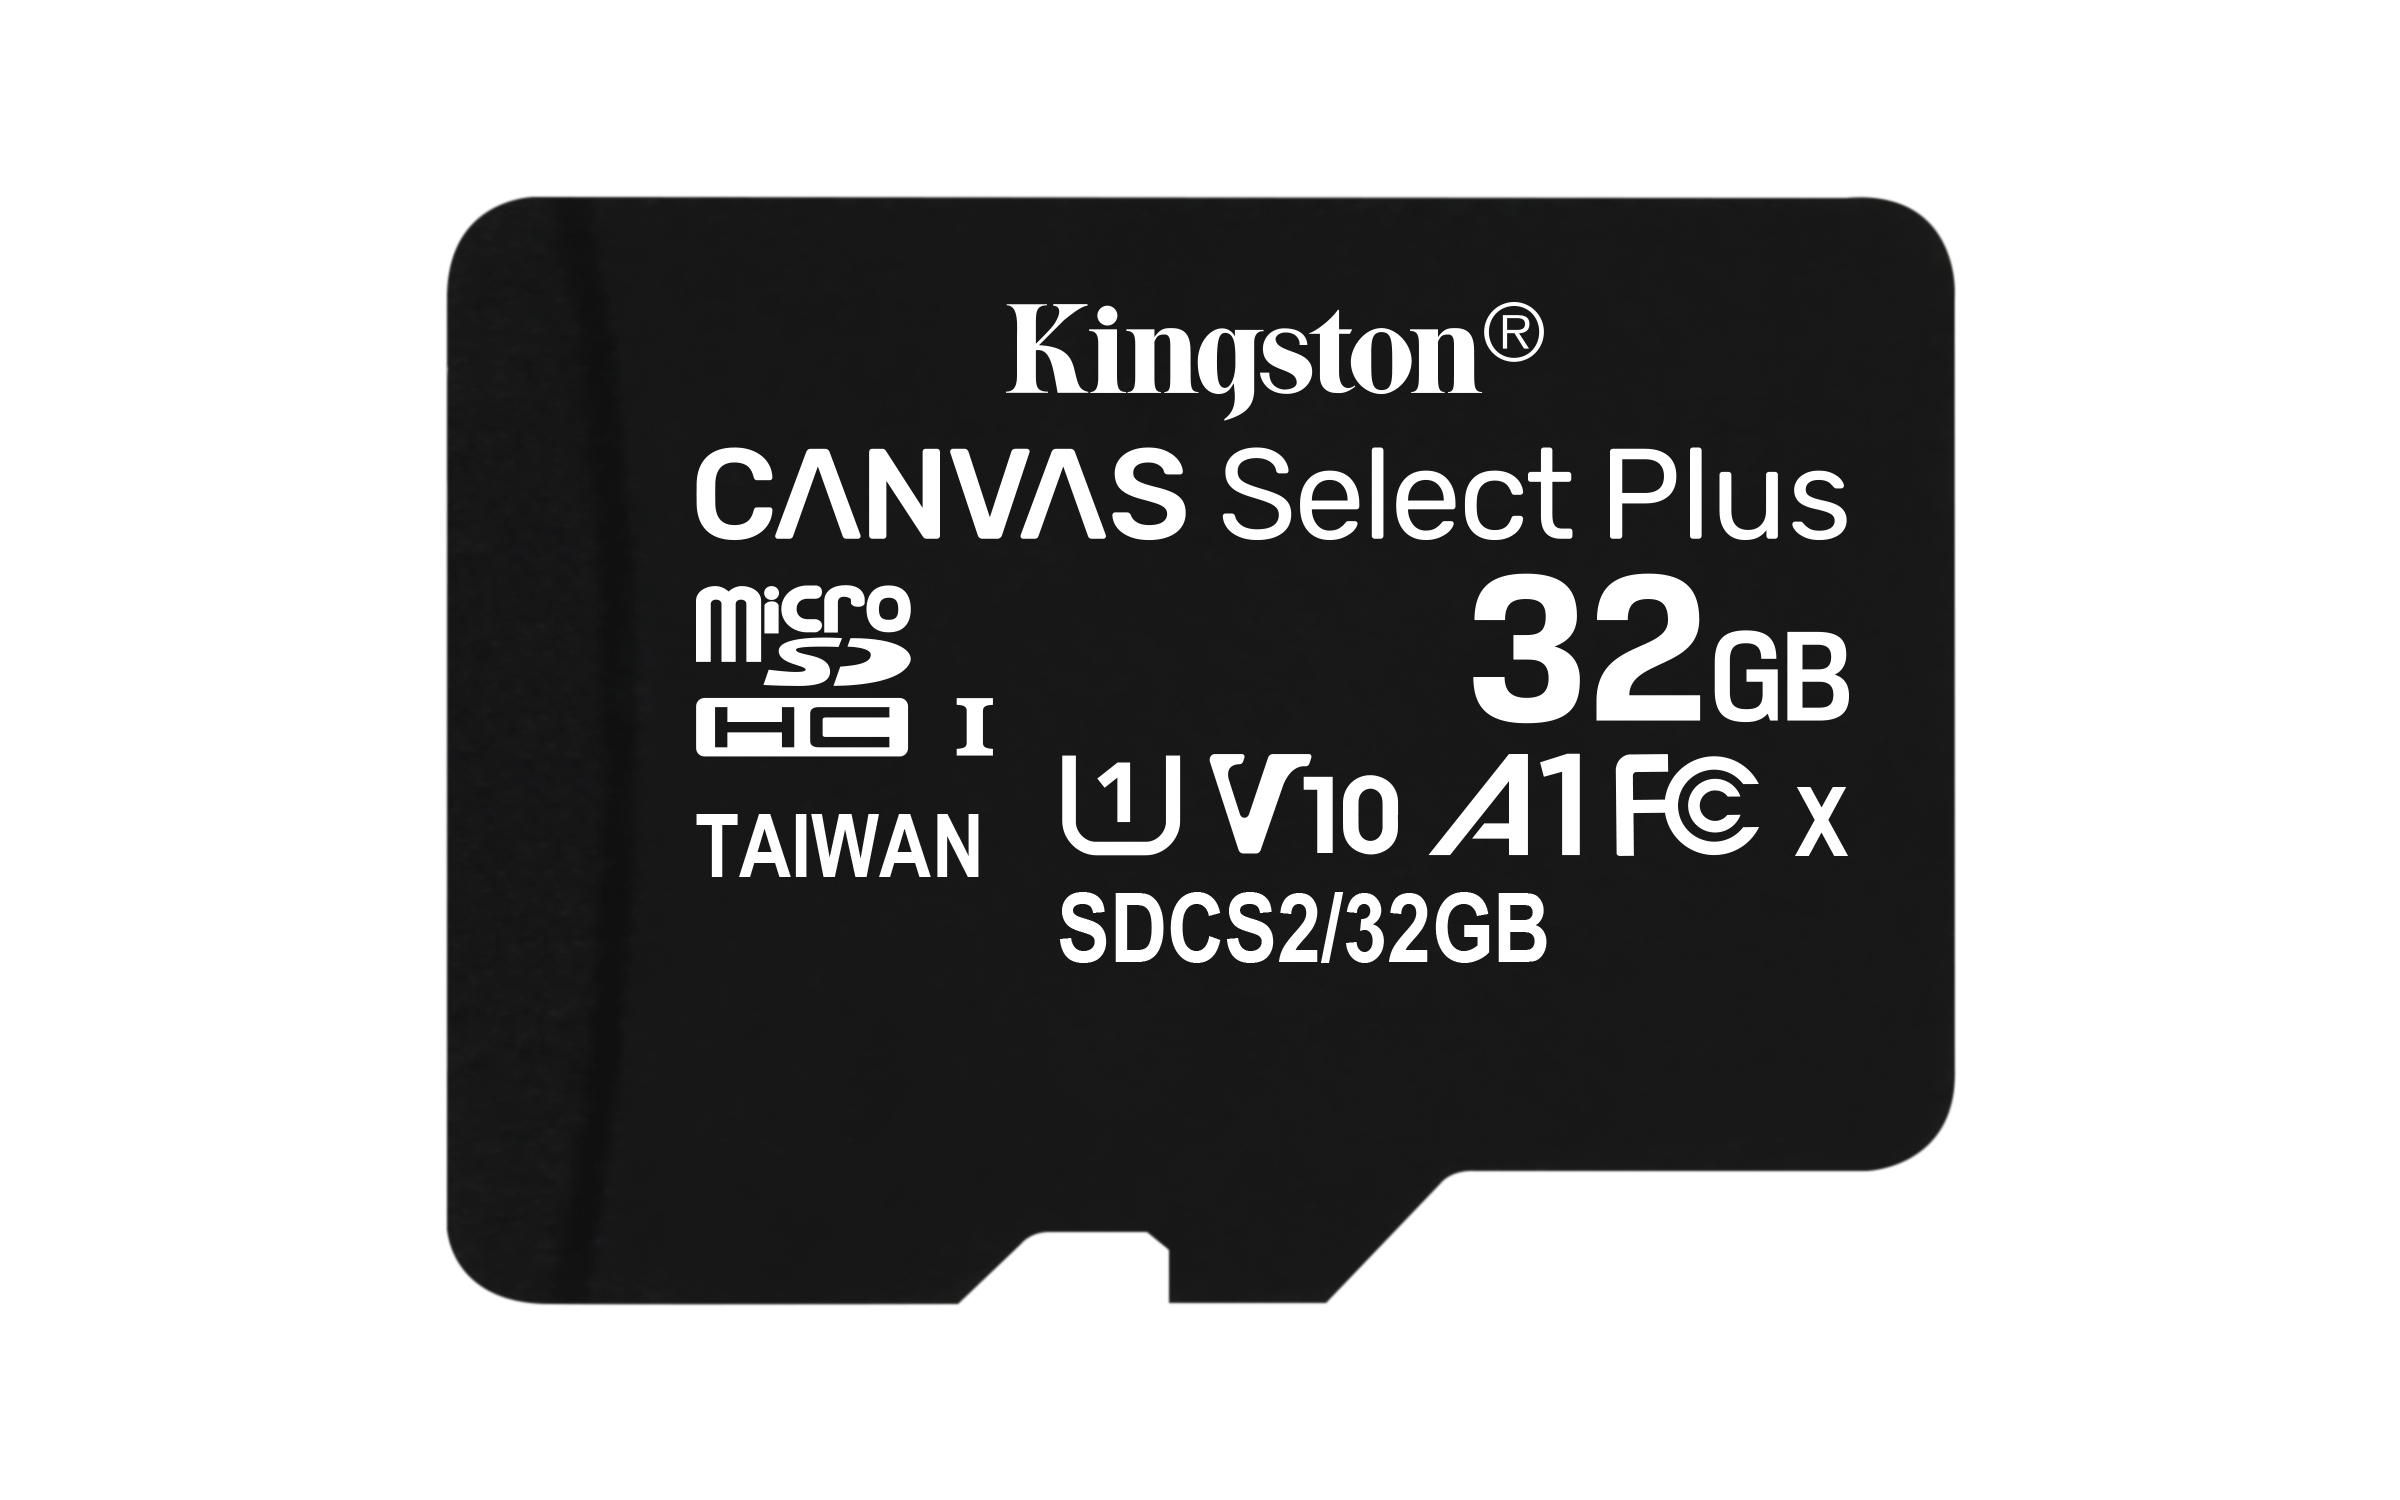 Kingston®
CANVAS Select Plus
micro
SD
HC I
32GB
U1 V10 A1 FC X
TAIWAN
SDCS2/32GB